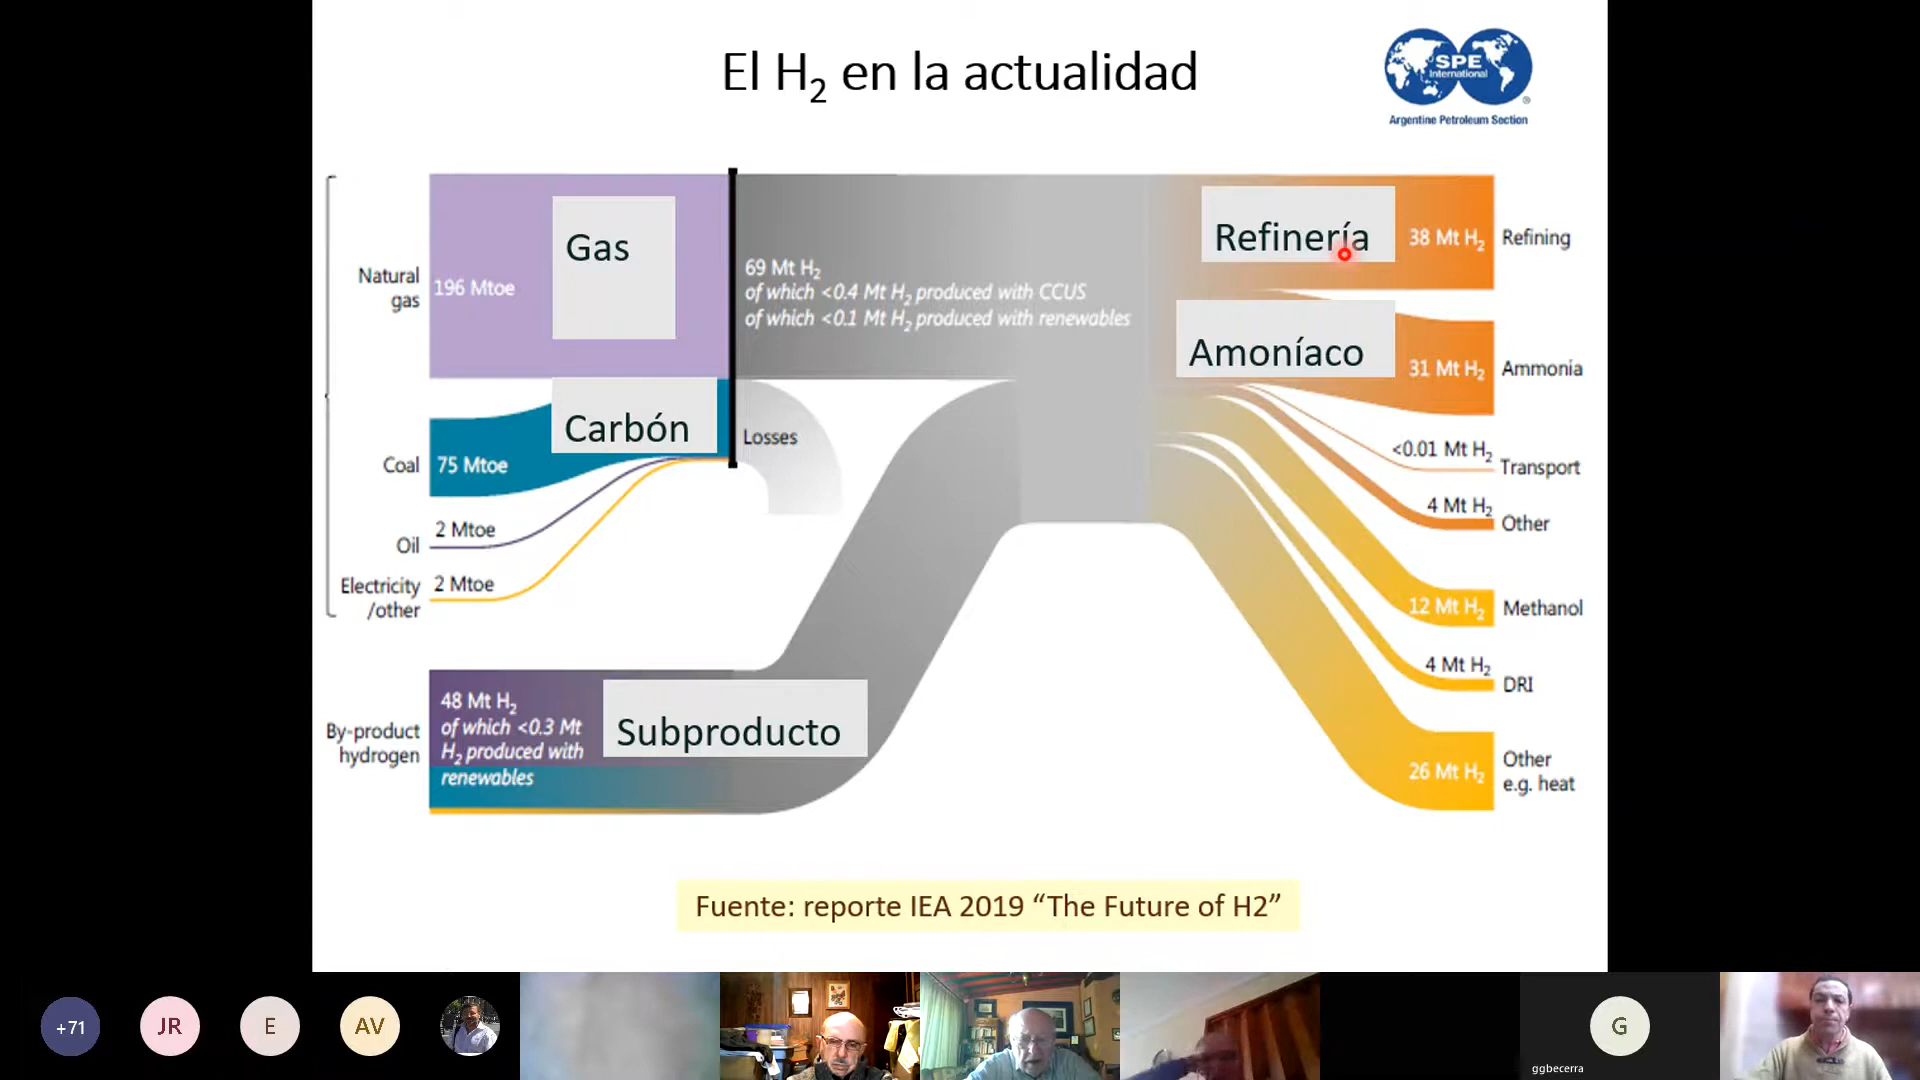 El H₂ en la actualidad
SPE
International
®
Argentine Petroleum Section
Natural
gas
196 Mtoe
Gas
69 Mt H₂
of which <0.4 Mt H₂ produced with CCUS
of which <0.1 Mt H₂ produced with renewables
Refinería
38 Mt H₂
Refining
Amoníaco
31 Mt H₂
Ammonia
Coal
75 Mtoe
Carbón
Losses
<0.01 Mt H₂
Transport
4 Mt H₂
Other
Oil
2 Mtoe
Electricity
/other
2 Mtoe
12 Mt H₂
Methanol
4 Mt H₂
DRI
By-product
hydrogen
48 Mt H₂
of which <0.3 Mt
H₂ produced with
renewables
Subproducto
26 Mt H₂
Other
e.g. heat
Fuente: reporte IEA 2019 “The Future of H2”
+71
JR
E
AV
G
ggbecerra